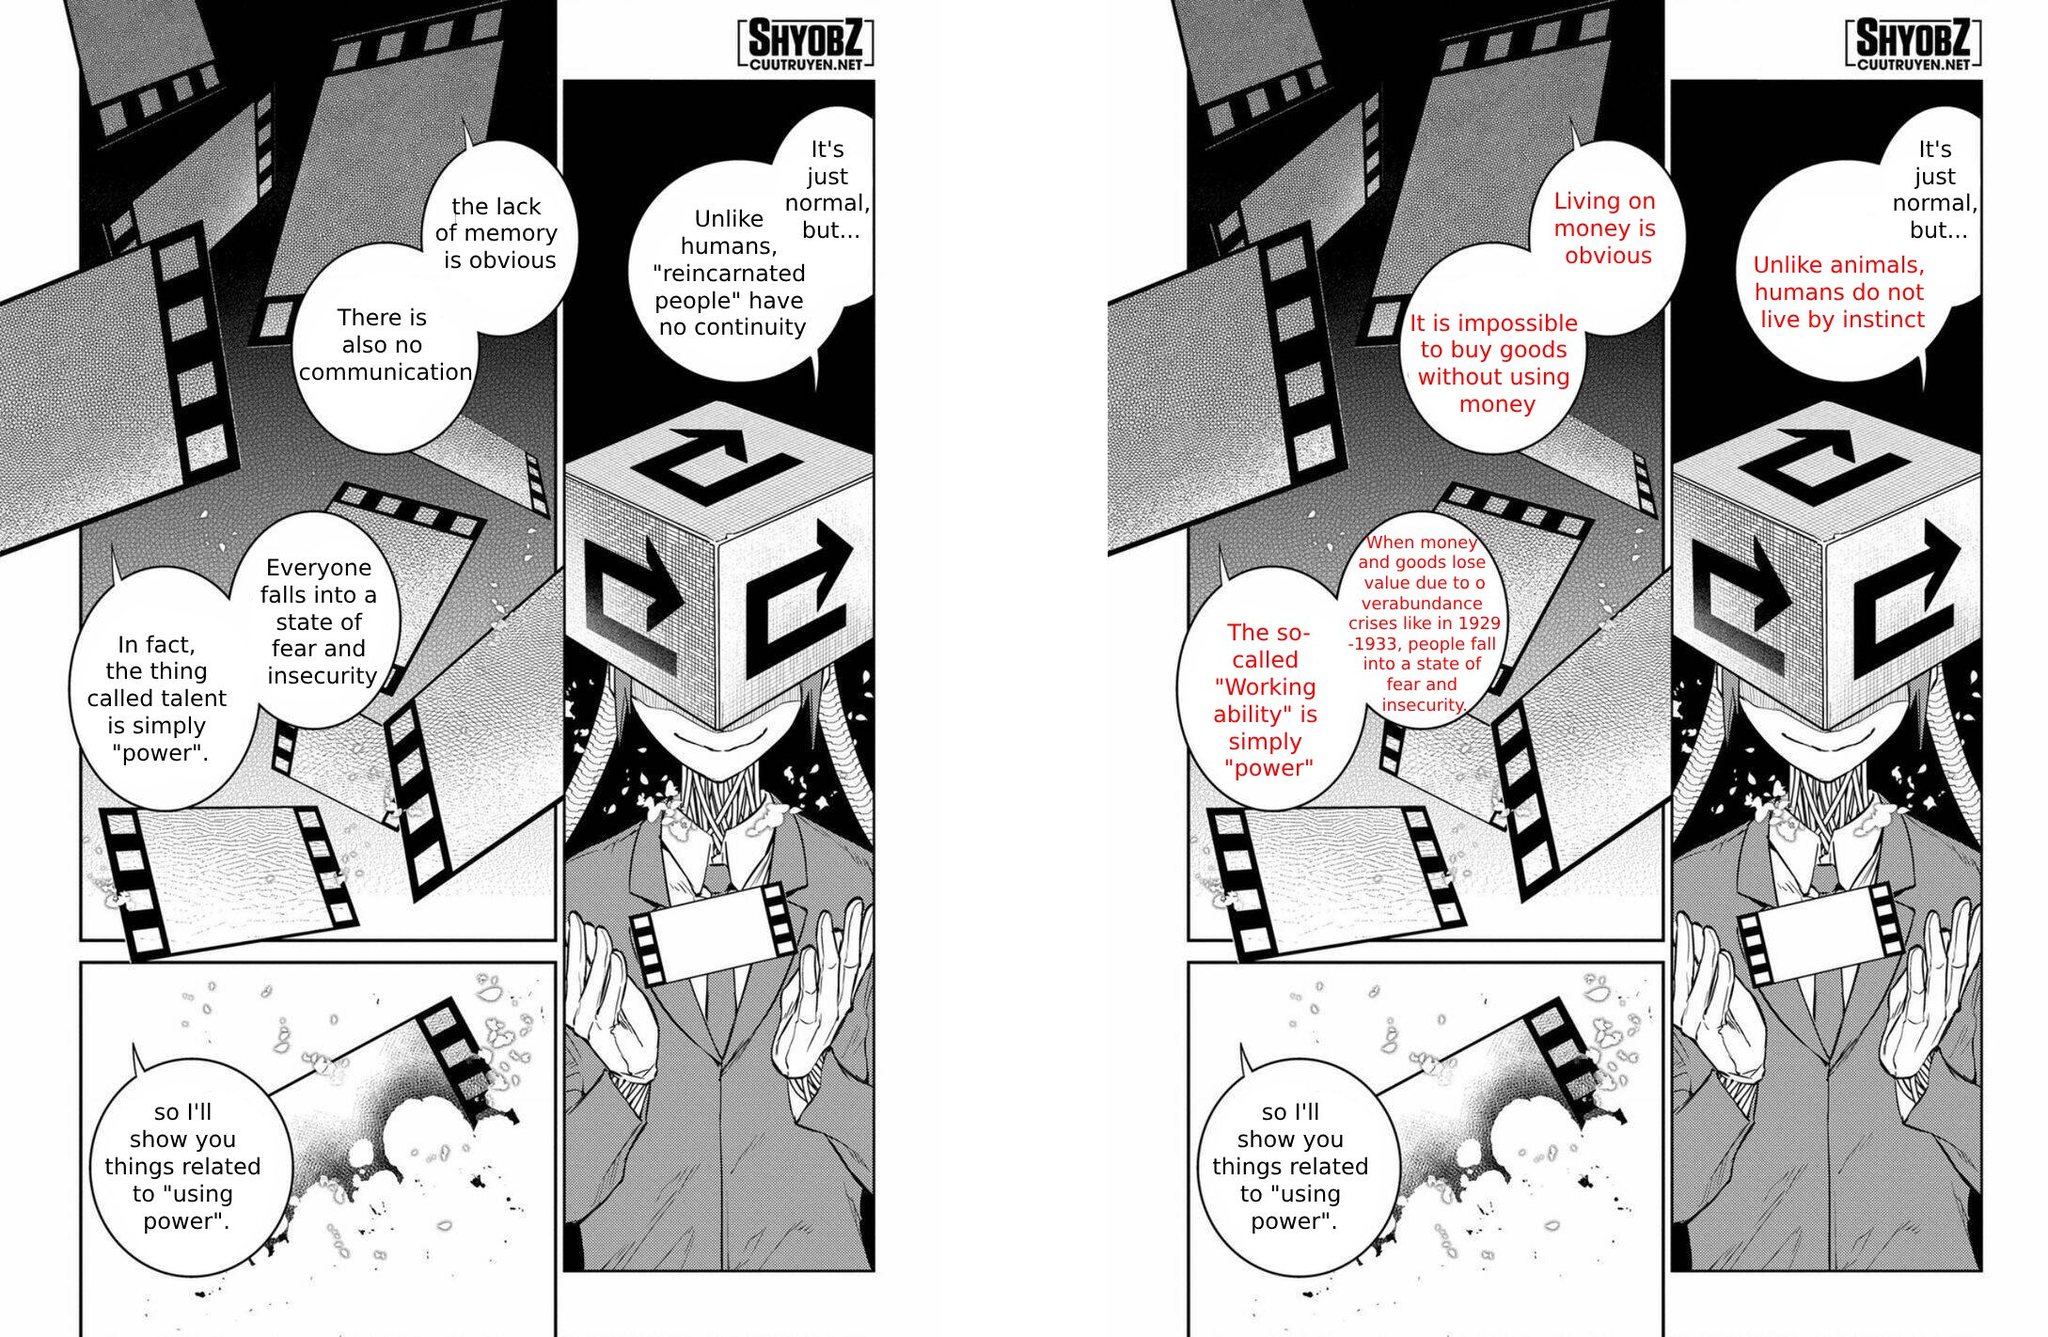 SHYOBZ
CUUTRUYEN.NET
It's
just
normal,
but...
Unlike
humans,
"reincarnated
people" have
no continuity
the lack
of memory
is obvious
There is
also no
communication
Everyone
falls into a
state of
fear and
insecurity
In fact,
the thing
called talent
is simply
"power".
so I'll
show you
things related
to "using
power".
SHYOBZ
CUUTRUYEN.NET
It's
just
normal,
but...
Unlike animals,
humans do not
live by instinct
Living on
money is
obvious
It is impossible
to buy goods
without using
money
When money
and goods lose
value due to o
verabundance
crises like in 1929
-1933, people fall
into a state of
fear and
insecurity.
The so-
called
"Working
ability" is
simply
"power"
so I'll
show you
things related
to "using
power".